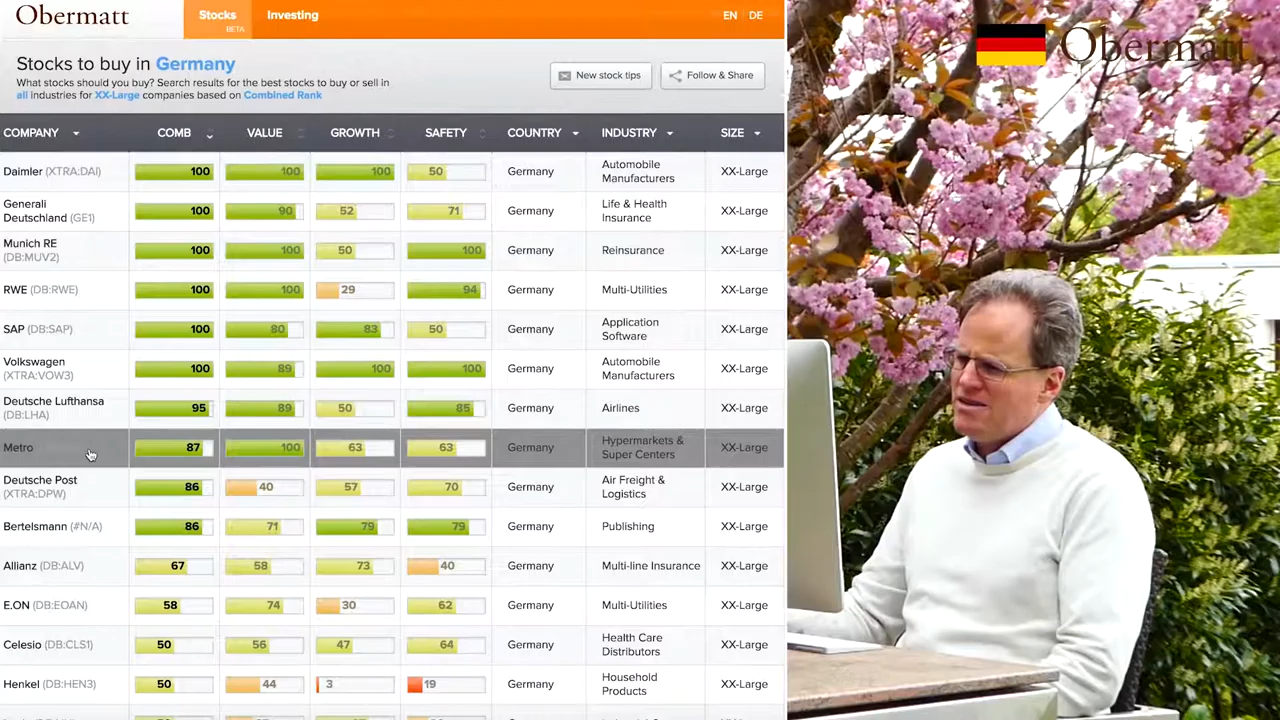 Obermatt
Stocks
BETA
Investing
EN DE
Obermatt
Stocks to buy in Germany
What stocks should you buy? Search results for the best stocks to buy or sell in
all industries for XX-Large companies based on Combined Rank
New stock tips
Follow & Share
COMPANY COMB VALUE GROWTH SAFETY COUNTRY INDUSTRY SIZE
Daimler (XTRA:DAI) 100 100 100 50 Germany Automobile
Manufacturers XX-Large
Generali
Deutschland (GE1) 100 90 52 71 Germany Life & Health
Insurance XX-Large
Munich RE
(DB:MUV2) 100 100 50 100 Germany Reinsurance XX-Large
RWE (DB:RWE) 100 100 29 94 Germany Multi-Utilities XX-Large
SAP (DB:SAP) 100 80 83 50 Germany Application
Software XX-Large
Volkswagen
(XTRA:VOW3) 100 89 100 100 Germany Automobile
Manufacturers XX-Large
Deutsche Lufthansa
(DB:LHA) 95 89 50 85 Germany Airlines XX-Large
Metro 87 100 63 63 Germany Hypermarkets &
Super Centers XX-Large
Deutsche Post
(XTRA:DPW) 86 40 57 70 Germany Air Freight &
Logistics XX-Large
Bertelsmann (#N/A) 86 71 79 79 Germany Publishing XX-Large
Allianz (DB:ALV) 67 58 73 40 Germany Multi-line Insurance XX-Large
E.ON (DB:EOAN) 58 74 30 62 Germany Multi-Utilities XX-Large
Celesio (DB:CLS1) 50 56 47 64 Germany Health Care
Distributors XX-Large
Henkel (DB:HEN3) 50 44 3 19 Germany Household
Products XX-Large